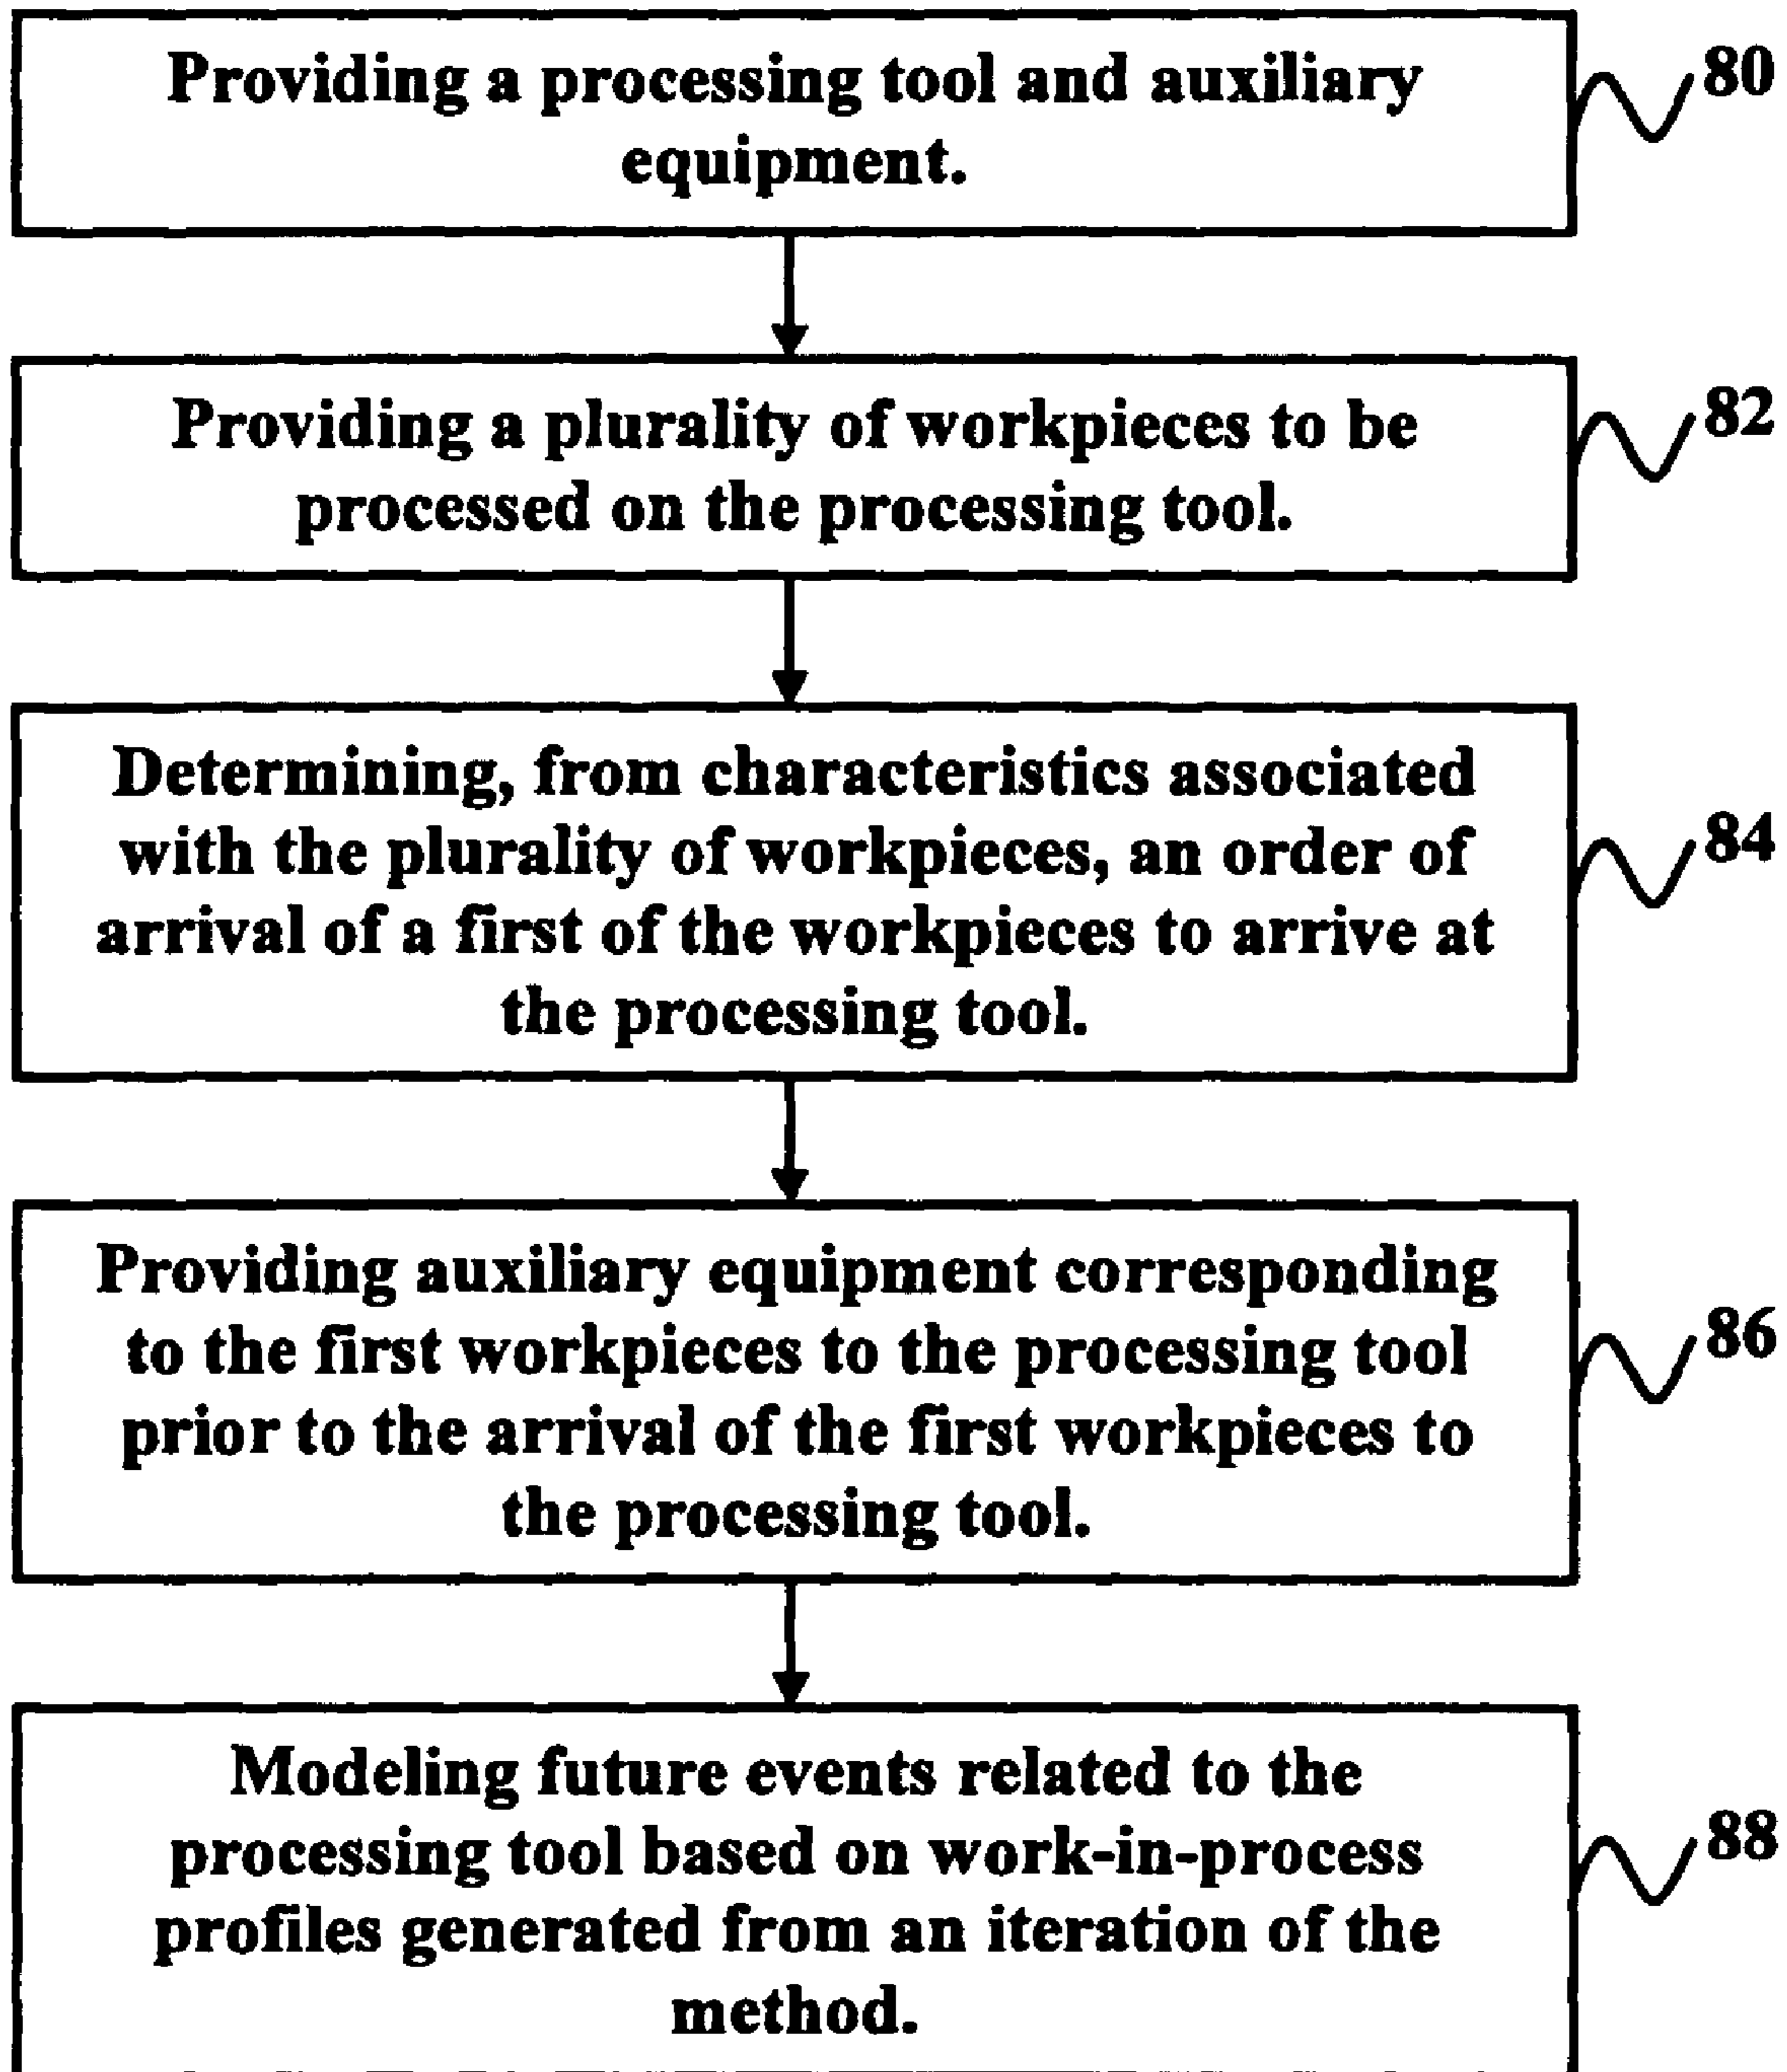 Providing a processing tool and auxiliary
equipment.
80
Providing a plurality of workpieces to be
processed on the processing tool.
82
Determining, from characteristics associated
with the plurality of workpieces, an order of
arrival of a first of the workpieces to arrive at
the processing tool.
84
Providing auxiliary equipment corresponding
to the first workpieces to the processing tool
prior to the arrival of the first workpieces to
the processing tool.
86
Modeling future events related to the
processing tool based on work-in-process
profiles generated from an iteration of the
method.
88